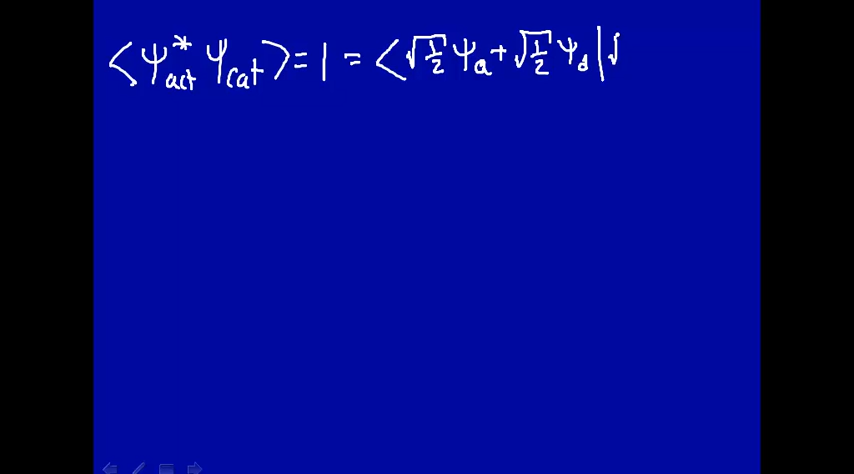 ⟨Ψ*act Ψcat⟩ = 1 = ⟨√½ Ψa + √½ Ψd | √